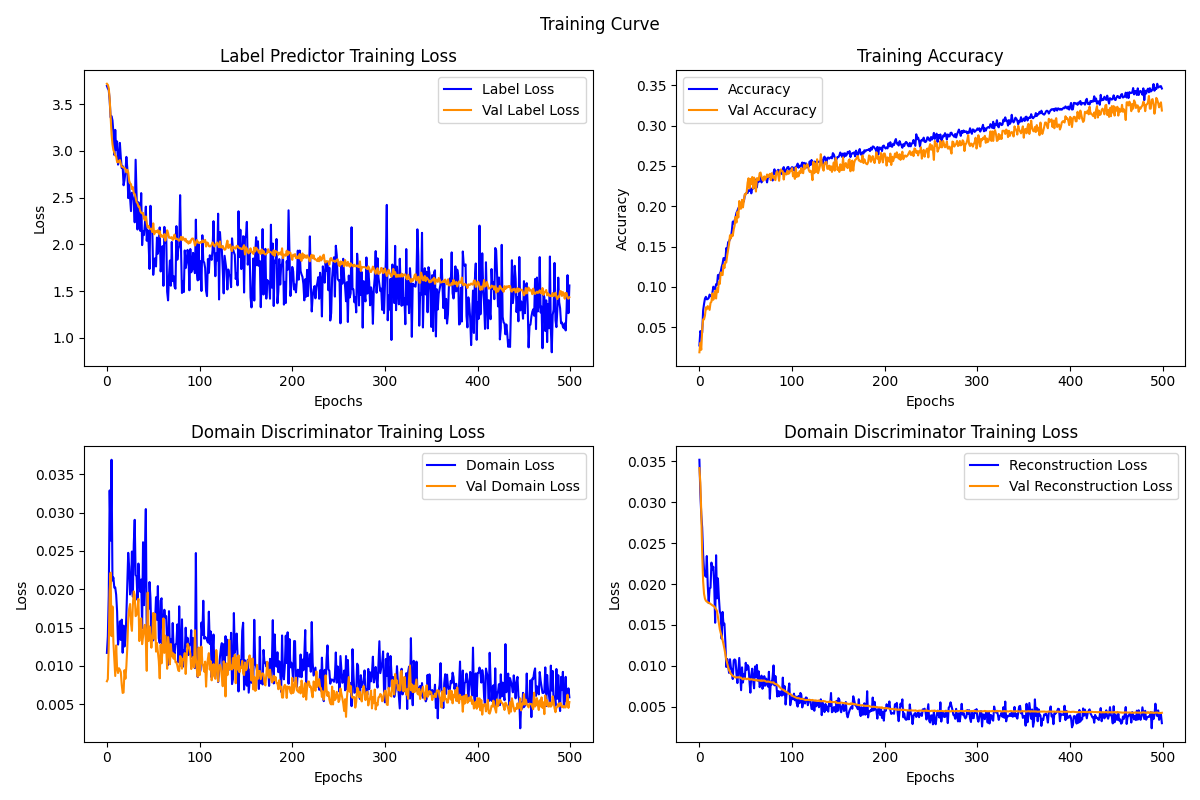 Training Curve
Label Predictor Training Loss
3.5
3.0
2.5
2.0
1.5
1.0
Loss
Label Loss
Val Label Loss
0 100 200 300 400 500
Epochs
Training Accuracy
0.35
0.30
0.25
0.20
0.15
0.10
0.05
Accuracy
Accuracy
Val Accuracy
0 100 200 300 400 500
Epochs
Domain Discriminator Training Loss
0.035
0.030
0.025
0.020
0.015
0.010
0.005
Loss
Domain Loss
Val Domain Loss
0 100 200 300 400 500
Epochs
Domain Discriminator Training Loss
0.035
0.030
0.025
0.020
0.015
0.010
0.005
Loss
Reconstruction Loss
Val Reconstruction Loss
0 100 200 300 400 500
Epochs